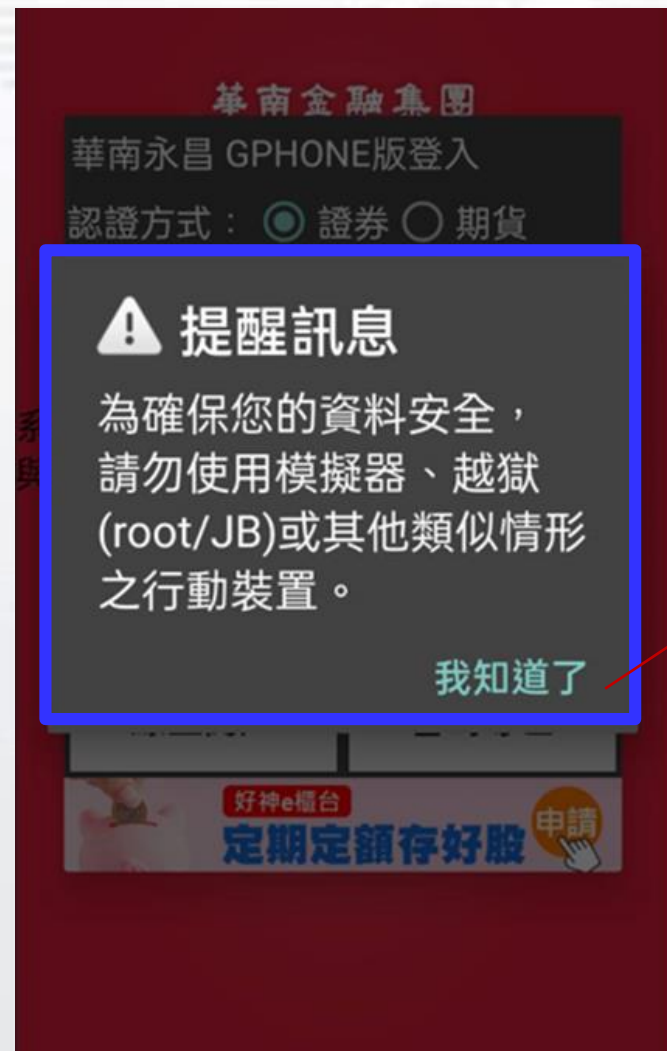 華南金融集團
華南永昌 GPHONE版登入
認證方式： 證券 期貨
提醒訊息
為確保您的資料安全，
請勿使用模擬器、越獄
(root/JB)或其他類似情形
之行動裝置。
我知道了
系
與
好神e櫃台
定期定額存好股
申請